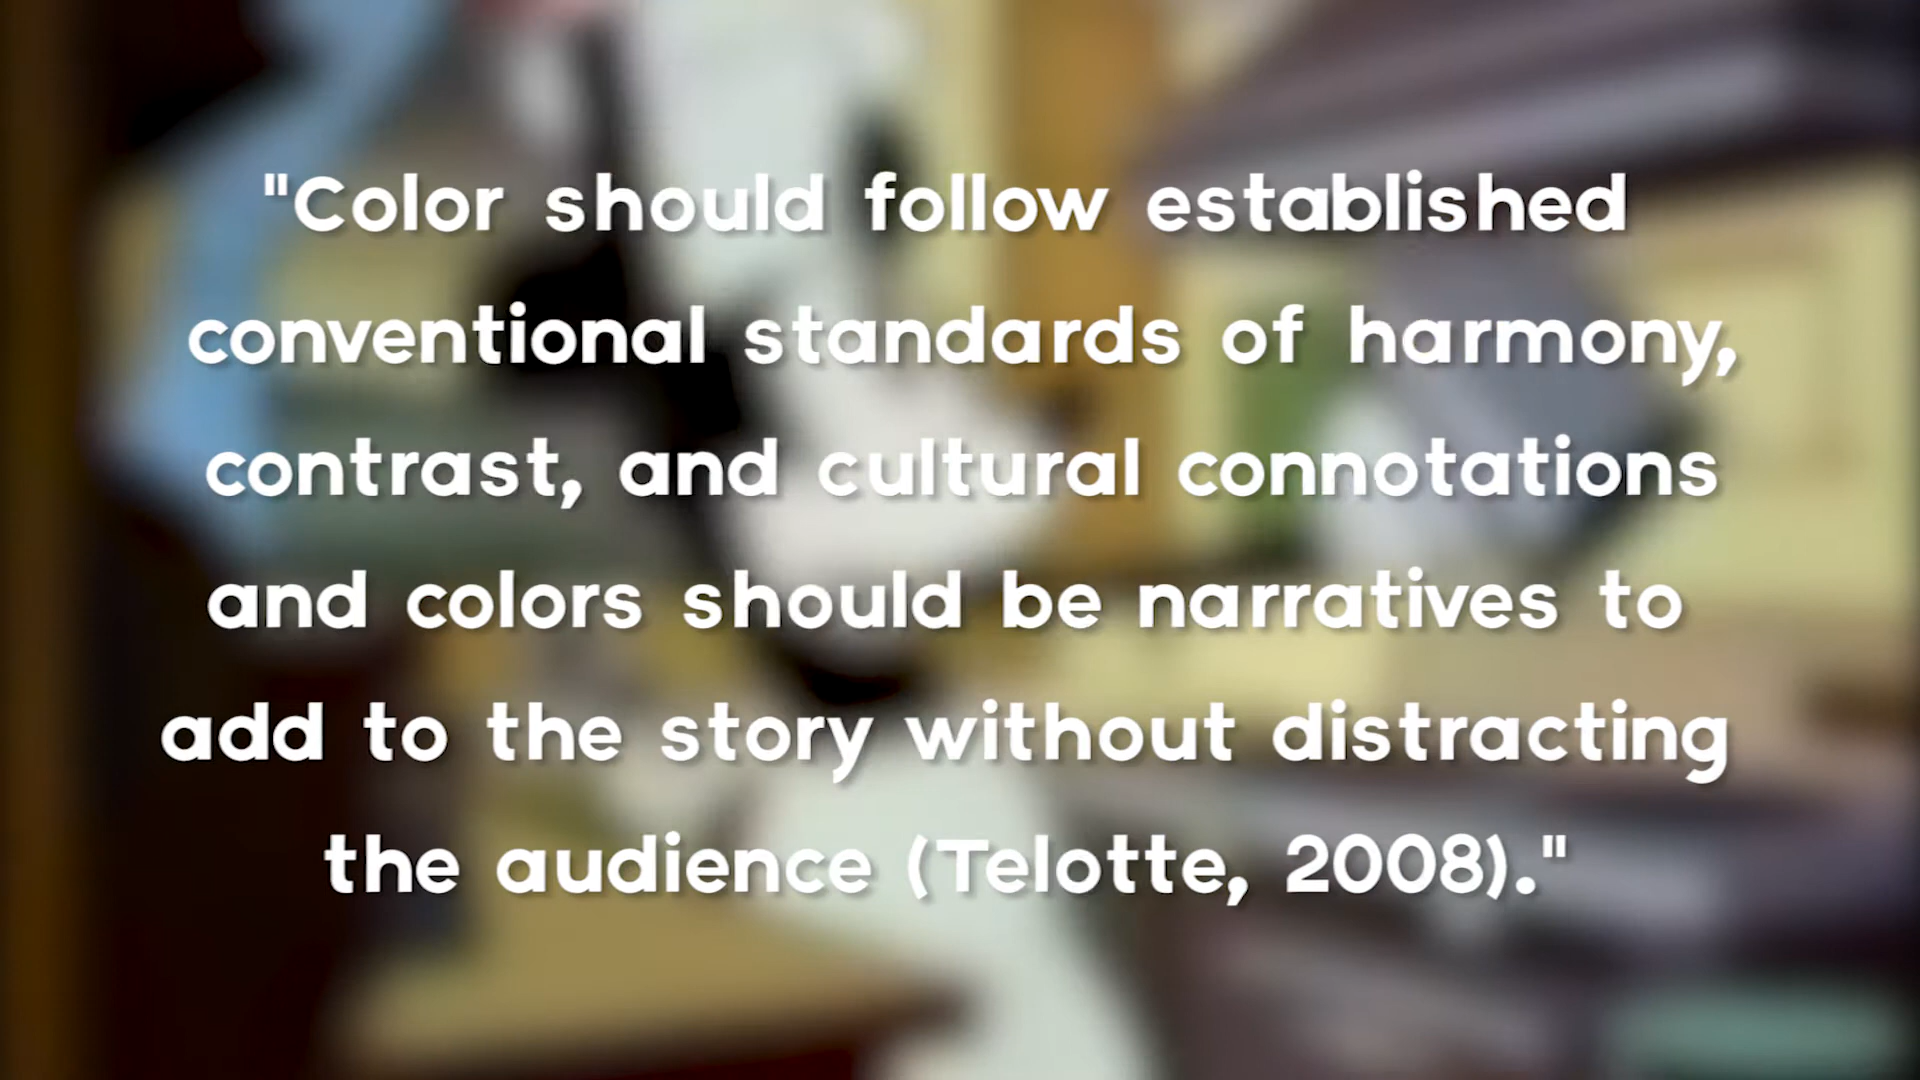 "Color should follow established
conventional standards of harmony,
contrast, and cultural connotations
and colors should be narratives to
add to the story without distracting
the audience (Telotte, 2008)."